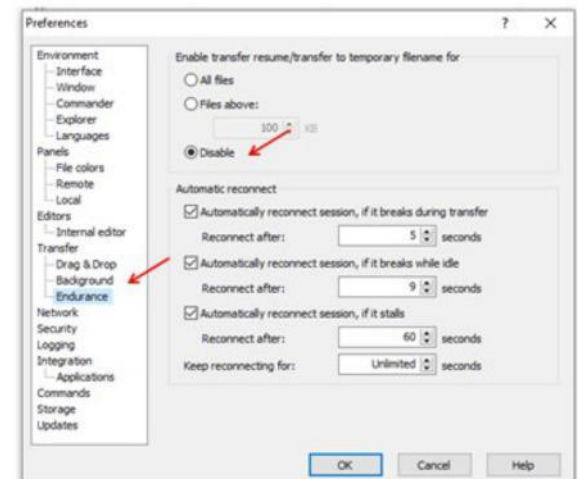 Preferences
?
Environment
Interface
Window
Commander
Explorer
Languages
Panels
File colors
Remote
Local
Editors
Internal editor
Transfer
Drag & Drop
Background
Endurance
Network
Security
Logging
Integration
Applications
Commands
Storage
Updates
Enable transfer resume/transfer to temporary filename for
All files
Files above:
100 KB
Disable
Automatic reconnect
Automatically reconnect session, if it breaks during transfer
Reconnect after: 5 seconds
Automatically reconnect session, if it breaks while idle
Reconnect after: 9 seconds
Automatically reconnect session, if it stalls
Reconnect after: 60 seconds
Keep reconnecting for: Unlimited seconds
OK Cancel Help